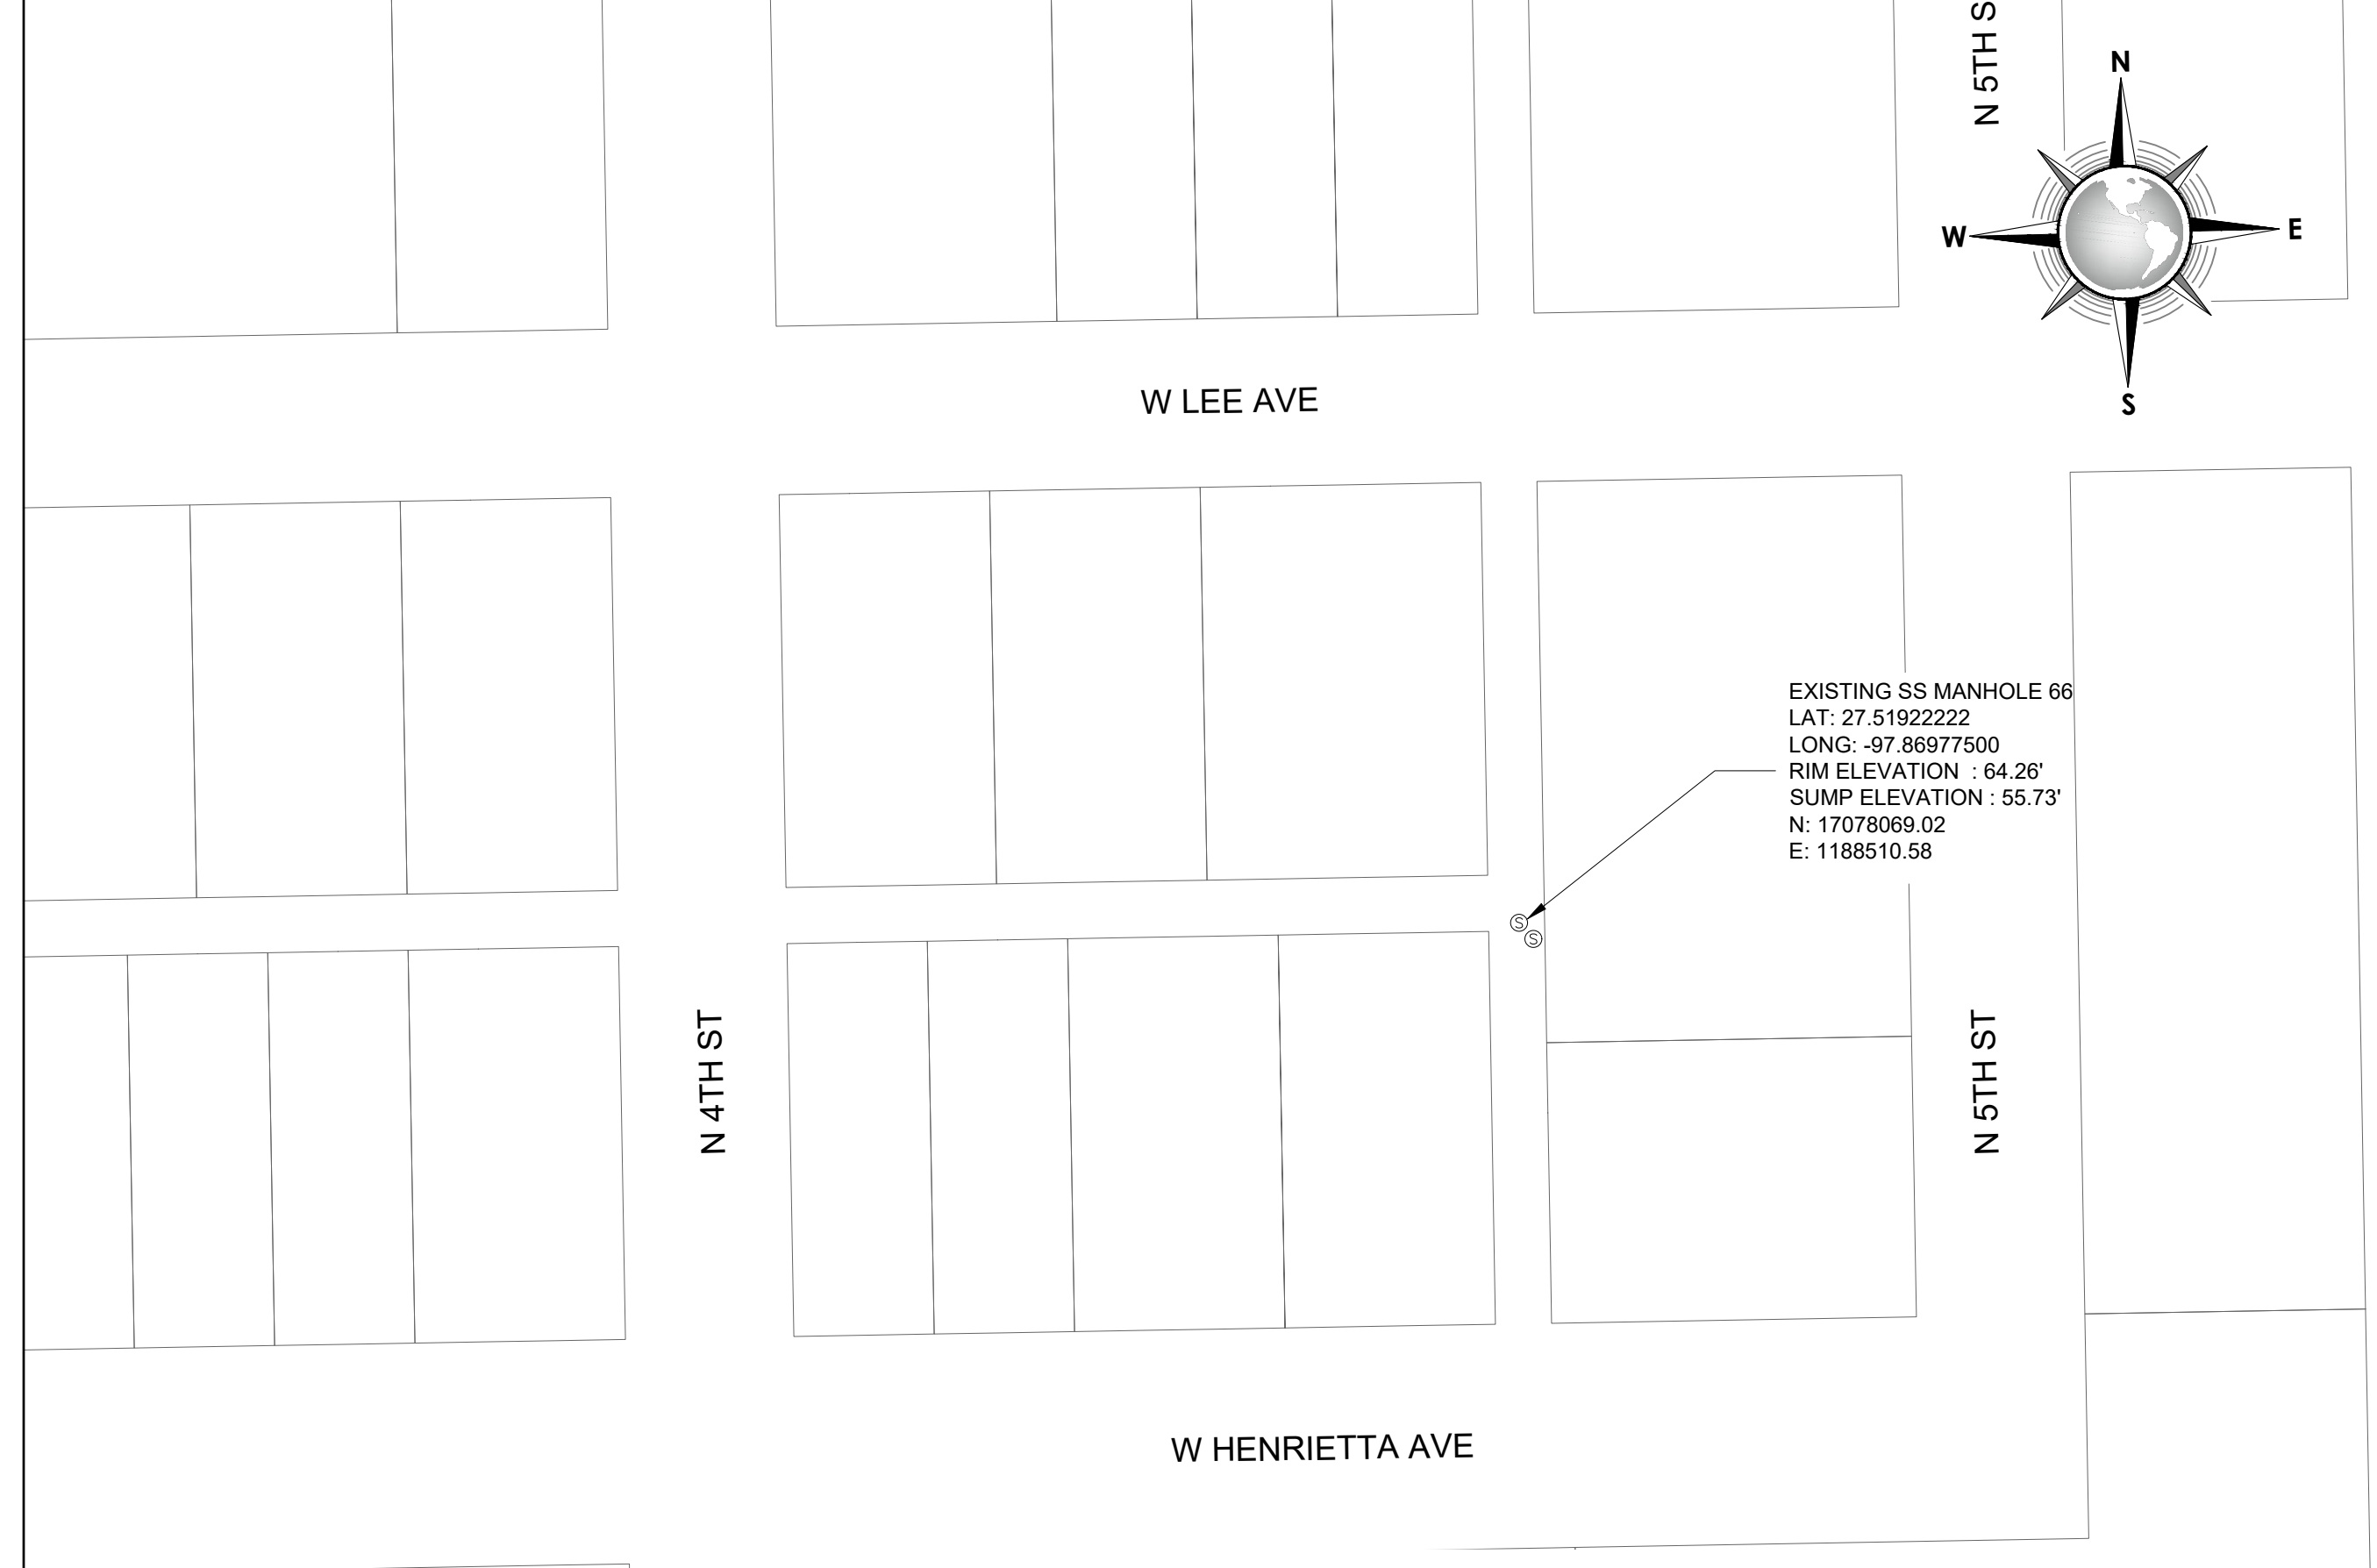 N 5TH S
N
W
E
S
W LEE AVE
EXISTING SS MANHOLE 66
LAT: 27.51922222
LONG: -97.86977500
RIM ELEVATION : 64.26'
SUMP ELEVATION : 55.73'
N: 17078069.02
E: 1188510.58
S
S
N 4TH ST
N 5TH ST
W HENRIETTA AVE